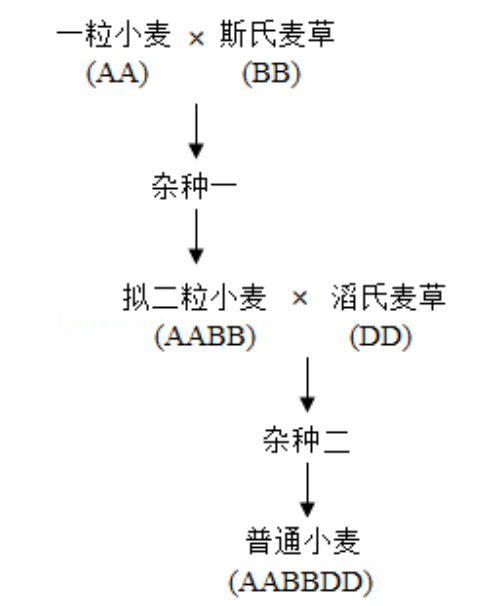 一粒小麦 × 斯氏麦草
(AA) (BB)
杂种一
拟二粒小麦 × 滔氏麦草
(AABB) (DD)
杂种二
普通小麦
(AABBDD)